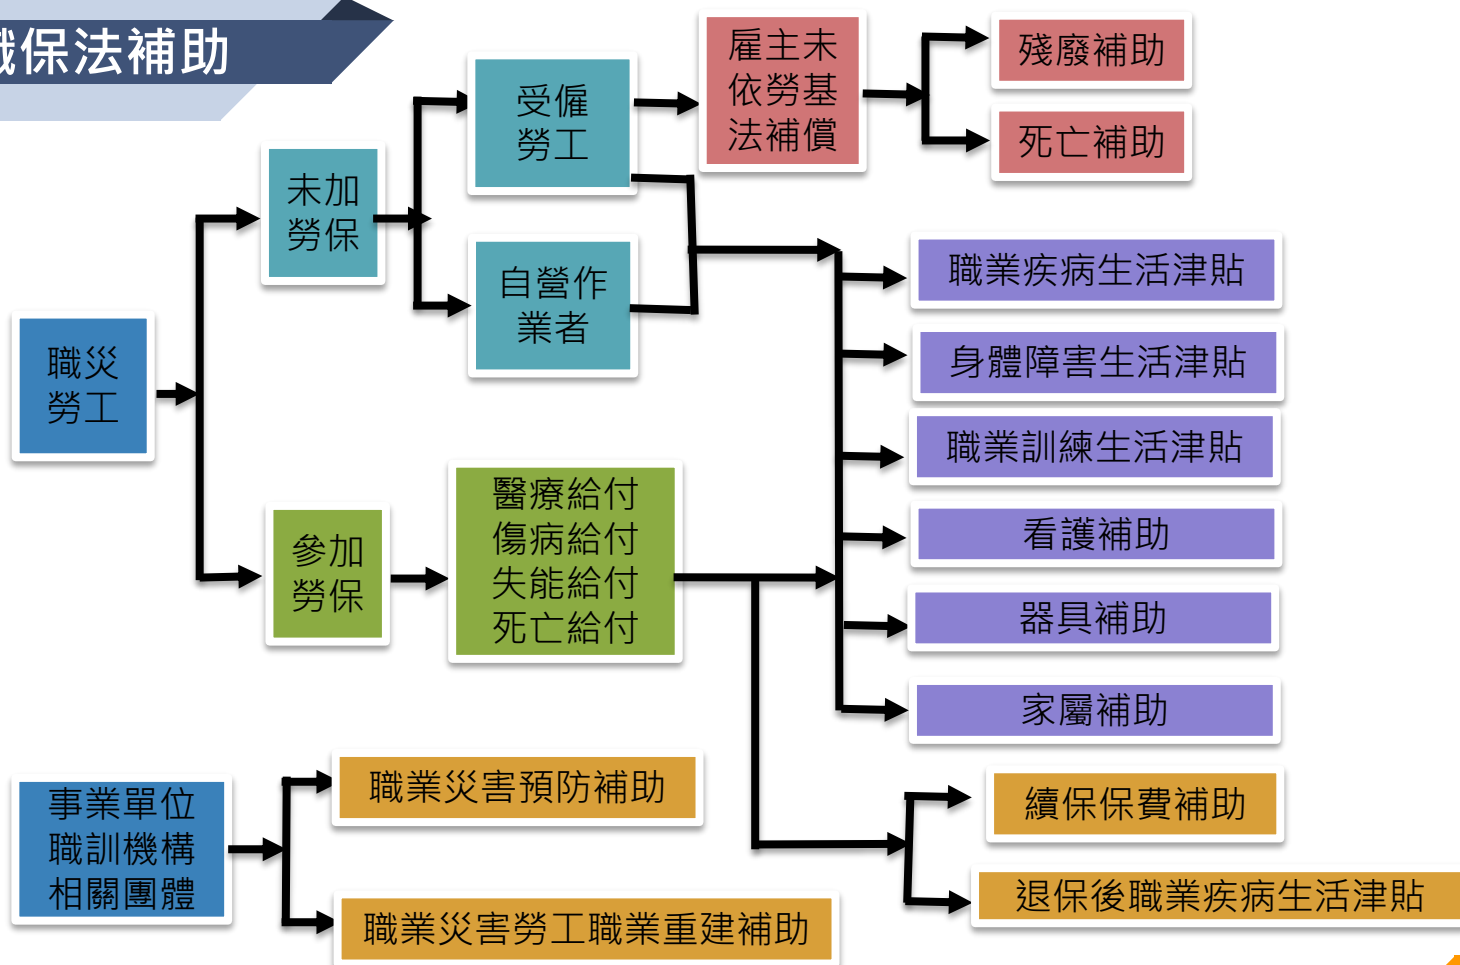 職保法補助
職災
勞工
未加
勞保
受僱
勞工
雇主未
依勞基
法補償
殘廢補助
死亡補助
自營作
業者
職業疾病生活津貼
身體障害生活津貼
職業訓練生活津貼
看護補助
器具補助
家屬補助
參加
勞保
醫療給付
傷病給付
失能給付
死亡給付
續保保費補助
退保後職業疾病生活津貼
事業單位
職訓機構
相關團體
職業災害預防補助
職業災害勞工職業重建補助